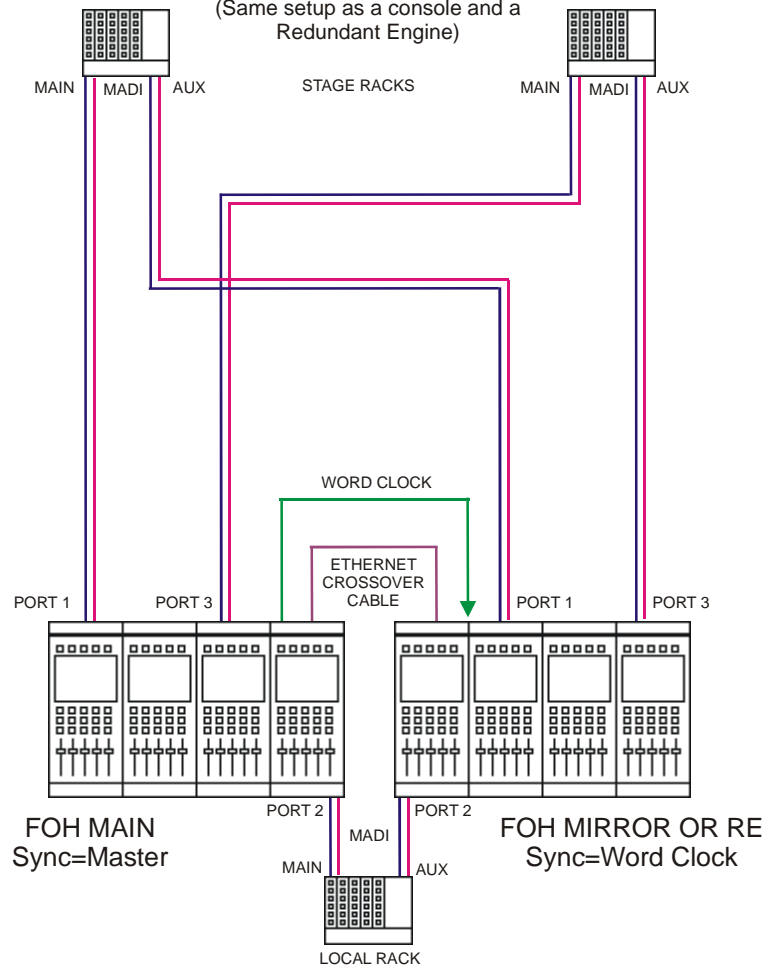 (Same setup as a console and a
Redundant Engine)
MAIN
MADI
AUX
STAGE RACKS
MAIN
MADI
AUX
WORD CLOCK
ETHERNET
CROSSOVER
CABLE
PORT 1
PORT 3
PORT 1
PORT 3
PORT 2
PORT 2
FOH MAIN
Sync=Master
MADI
FOH MIRROR OR RE
Sync=Word Clock
MAIN
AUX
LOCAL RACK